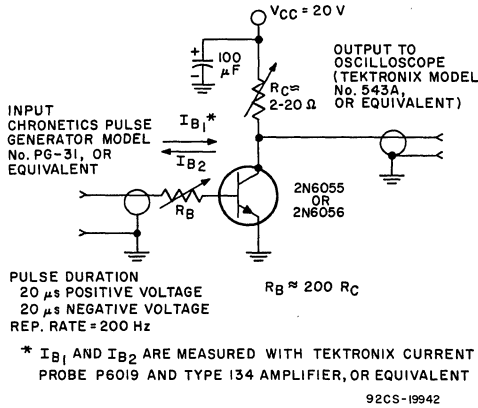 VCC = 20 V
+
100
µF
-
RC ≈
2-20 Ω
OUTPUT TO
OSCILLOSCOPE
(TEKTRONIX MODEL
No. 543A,
OR EQUIVALENT)
INPUT
CHRONETICS PULSE
GENERATOR MODEL
No. PG-31, OR
EQUIVALENT
IB1*
IB2
RB
2N6055
OR
2N6056
PULSE DURATION
20 µs POSITIVE VOLTAGE
20 µs NEGATIVE VOLTAGE
REP. RATE = 200 Hz
RB ≈ 200 RC
* IB1 AND IB2 ARE MEASURED WITH TEKTRONIX CURRENT
PROBE P6019 AND TYPE 134 AMPLIFIER, OR EQUIVALENT
92CS-19942